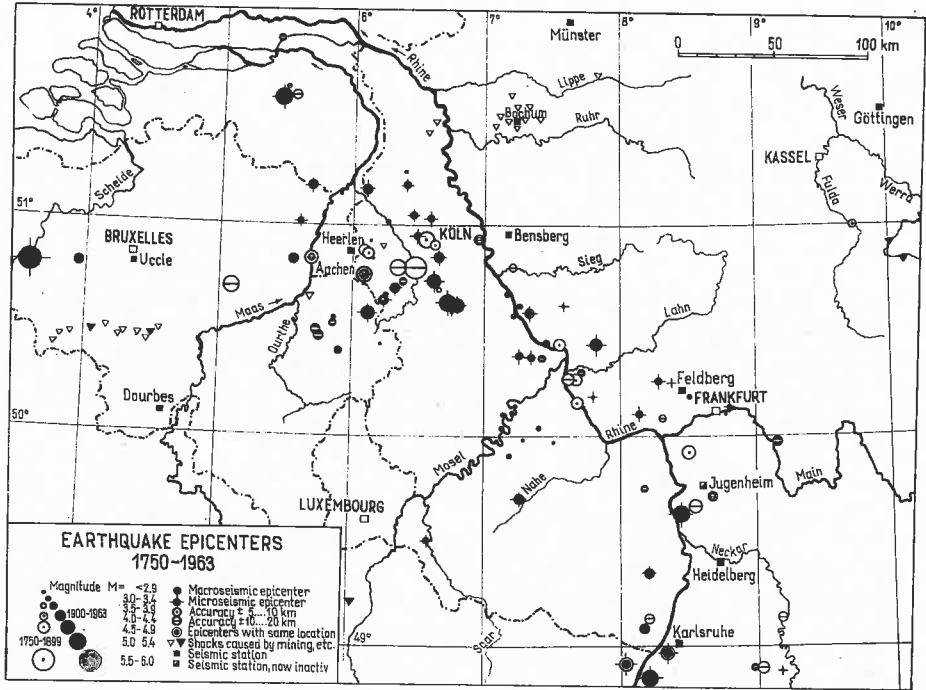 4° 6° 7° 8° 9° 10°
ROTTERDAM
Münster
0 50 100 km
Rhine
Lippe
Bochum
Ruhr
Weser
Göttingen
KASSEL
Fulda
Werra
Schelde
51°
BRUXELLES
Uccle
Heerlen
KÖLN
Bensberg
Aachen
Sieg
Maas
Ourthe
Lahn
Dourbes
Feldberg
FRANKFURT
50°
Rhine
Mosel
Nahe
Main
Jugenheim
LUXEMBOURG
Neckar
Heidelberg
49°
Saar
Karlsruhe
EARTHQUAKE EPICENTERS
1750-1963
Magnitude M= <2.9
3.0-3.4
3.5-3.9
4.0-4.4
4.5-4.9
5.0 5.4
5.5-6.0
1900-1963
1750-1899
Macroseismic epicenter
Microseismic epicenter
Accuracy ± 5....10 km
Accuracy ±10....20 km
Epicenters with same location
Shocks caused by mining, etc.
Seismic station
Seismic station, now inactiv